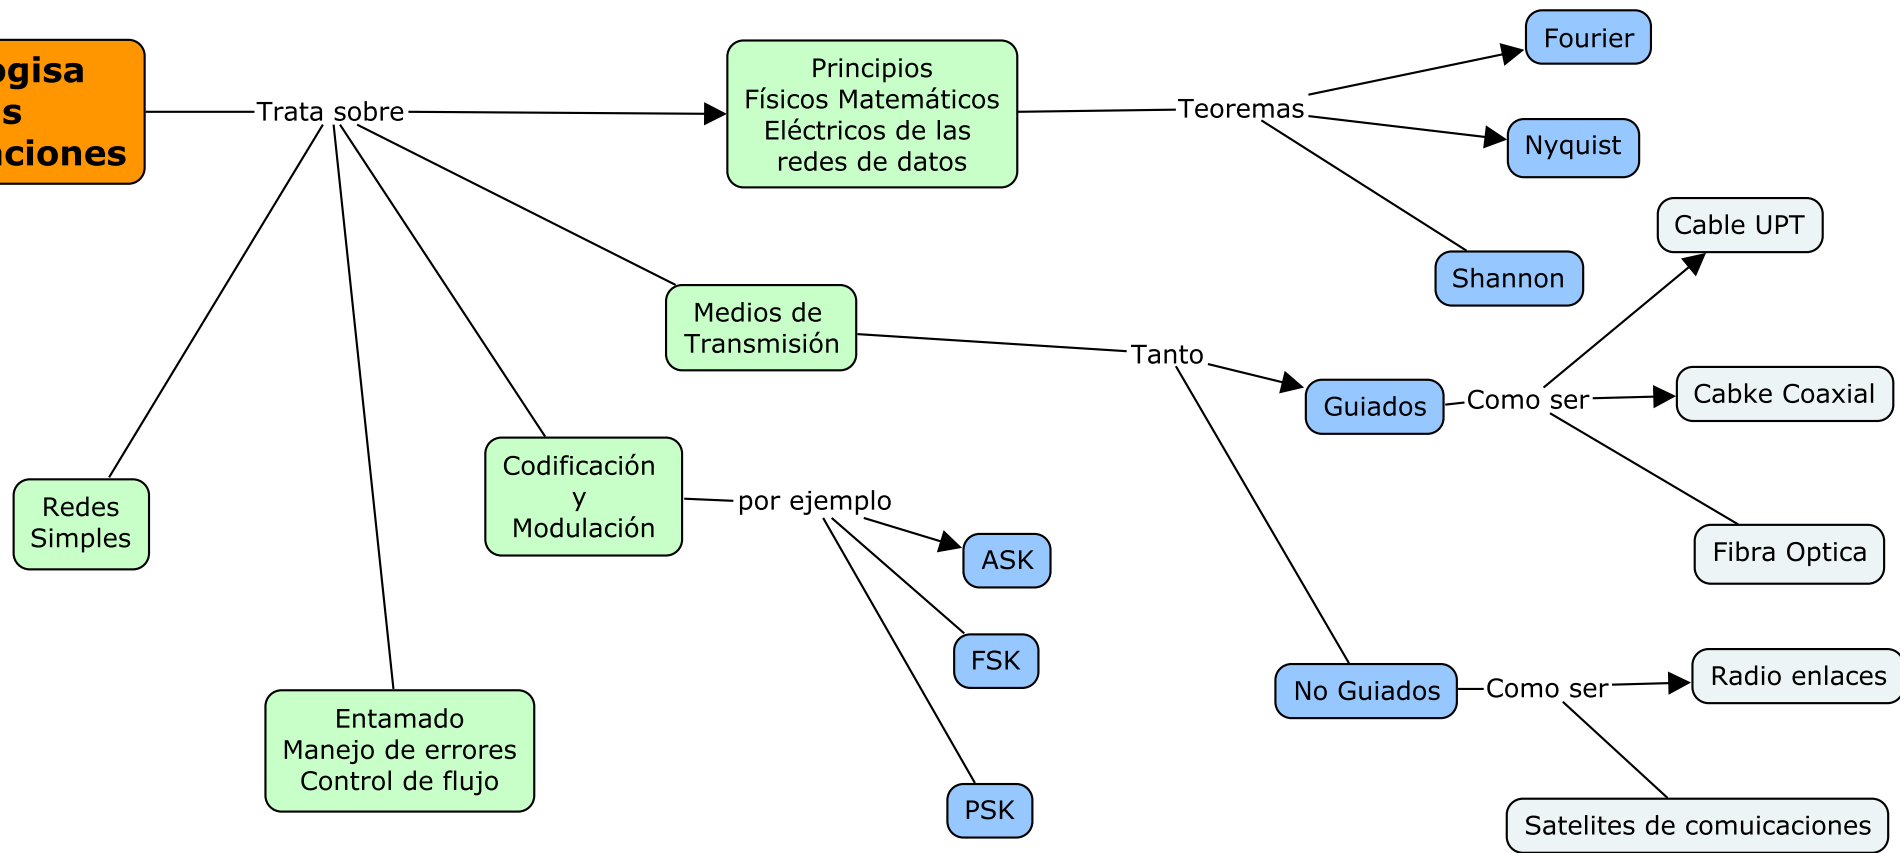 ogisa
s
aciones
Trata sobre
Principios
Físicos Matemáticos
Eléctricos de las
redes de datos
Teoremas
Fourier
Nyquist
Shannon
Medios de
Transmisión
Tanto
Guiados
Como ser
Cable UPT
Cabke Coaxial
Fibra Optica
No Guiados
Como ser
Radio enlaces
Satelites de comuicaciones
Codificación
y
Modulación
por ejemplo
ASK
FSK
PSK
Redes
Simples
Entamado
Manejo de errores
Control de flujo